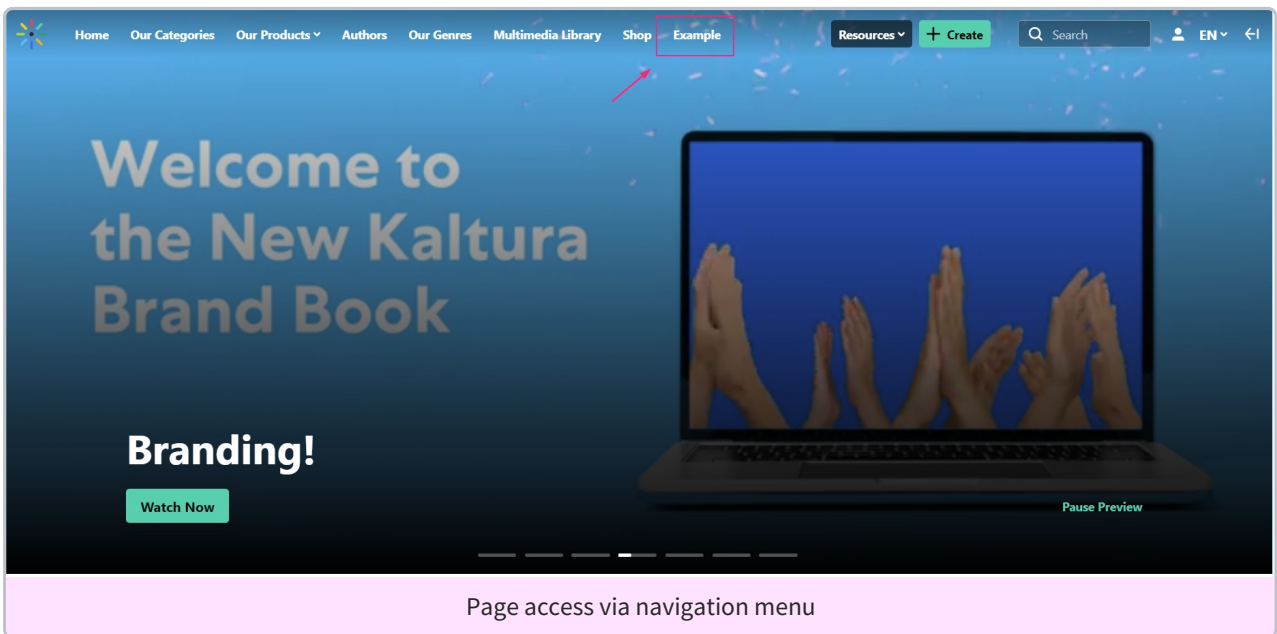 Home Our Categories Our Products Authors Our Genres Multimedia Library Shop Example Resources + Create Search EN
Welcome to
the New Kaltura
Brand Book
Branding!
Watch Now
Pause Preview
Page access via navigation menu